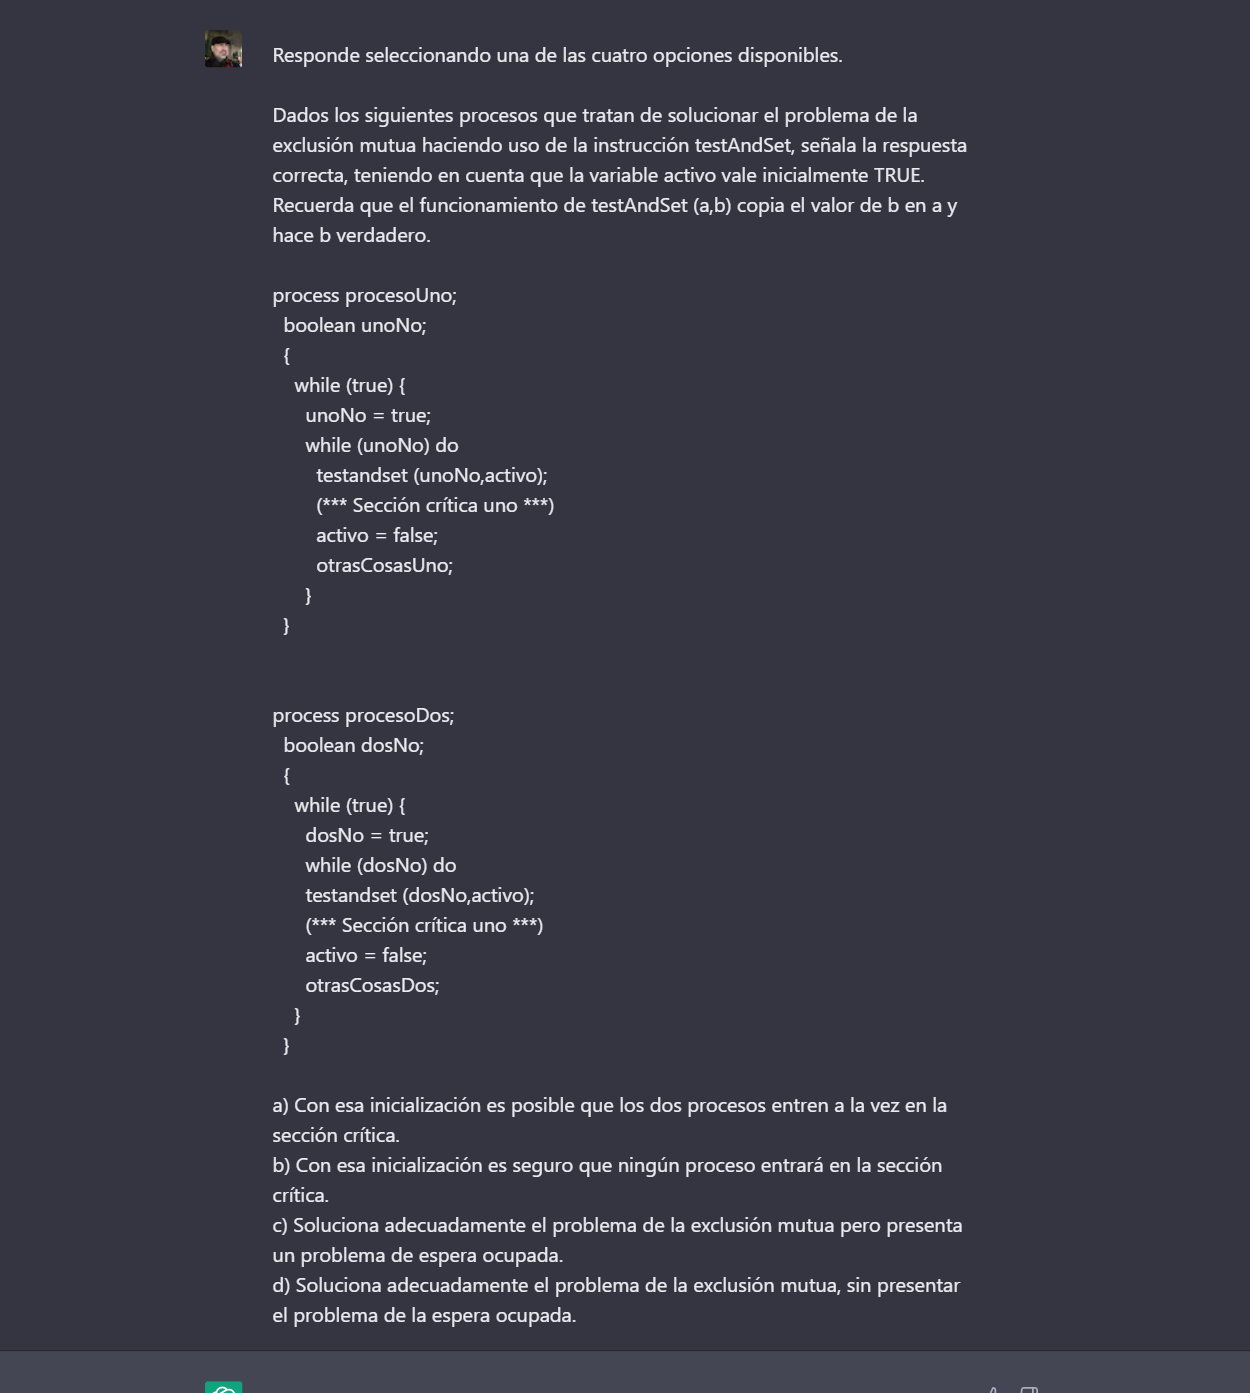 Responde seleccionando una de las cuatro opciones disponibles.
Dados los siguientes procesos que tratan de solucionar el problema de la
exclusión mutua haciendo uso de la instrucción testAndSet, señala la respuesta
correcta, teniendo en cuenta que la variable activo vale inicialmente TRUE.
Recuerda que el funcionamiento de testAndSet (a,b) copia el valor de b en a y
hace b verdadero.
process procesoUno;
boolean unoNo;
{
while (true) {
unoNo = true;
while (unoNo) do
testandset (unoNo,activo);
(*** Sección crítica uno ***)
activo = false;
otrasCosasUno;
}
}
process procesoDos;
boolean dosNo;
{
while (true) {
dosNo = true;
while (dosNo) do
testandset (dosNo,activo);
(*** Sección crítica uno ***)
activo = false;
otrasCosasDos;
}
}
a) Con esa inicialización es posible que los dos procesos entren a la vez en la
sección crítica.
b) Con esa inicialización es seguro que ningún proceso entrará en la sección
crítica.
c) Soluciona adecuadamente el problema de la exclusión mutua pero presenta
un problema de espera ocupada.
d) Soluciona adecuadamente el problema de la exclusión mutua, sin presentar
el problema de la espera ocupada.